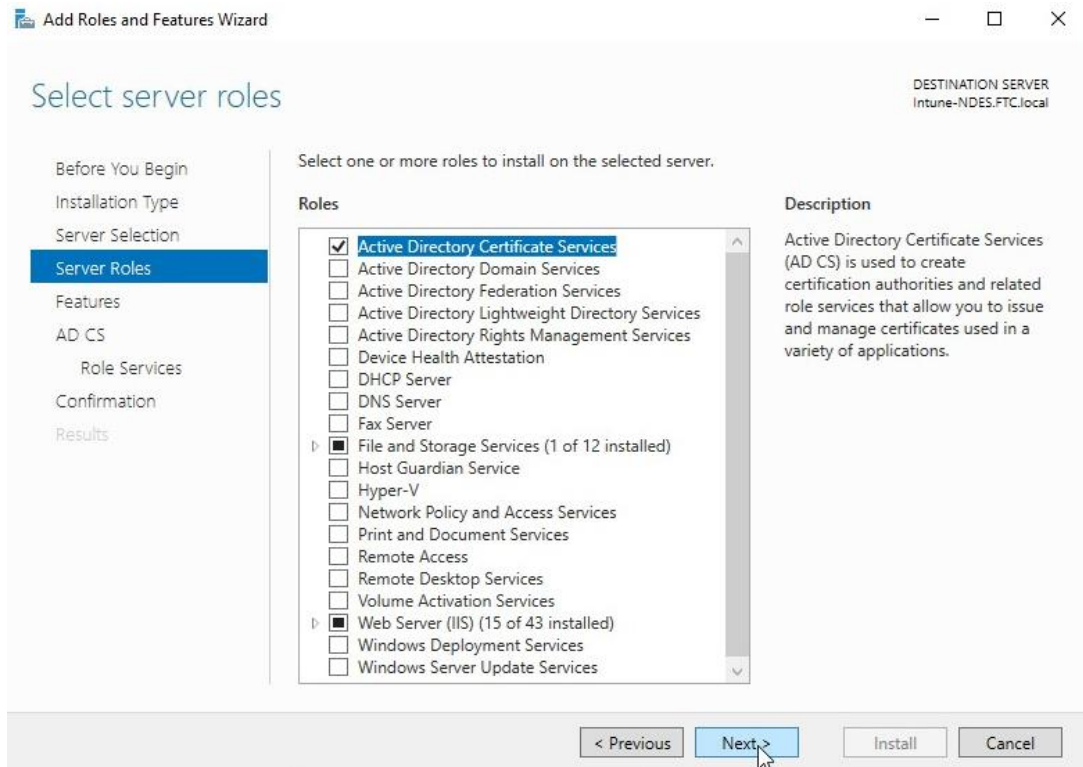 Add Roles and Features Wizard
Select server roles
DESTINATION SERVER
Intune-NDES.FTC.local
Before You Begin
Installation Type
Server Selection
Server Roles
Features
AD CS
Role Services
Confirmation
Results
Select one or more roles to install on the selected server.
Roles
Active Directory Certificate Services
Active Directory Domain Services
Active Directory Federation Services
Active Directory Lightweight Directory Services
Active Directory Rights Management Services
Device Health Attestation
DHCP Server
DNS Server
Fax Server
File and Storage Services (1 of 12 installed)
Host Guardian Service
Hyper-V
Network Policy and Access Services
Print and Document Services
Remote Access
Remote Desktop Services
Volume Activation Services
Web Server (IIS) (15 of 43 installed)
Windows Deployment Services
Windows Server Update Services
Description
Active Directory Certificate Services
(AD CS) is used to create
certification authorities and related
role services that allow you to issue
and manage certificates used in a
variety of applications.
< Previous
Next >
Install
Cancel